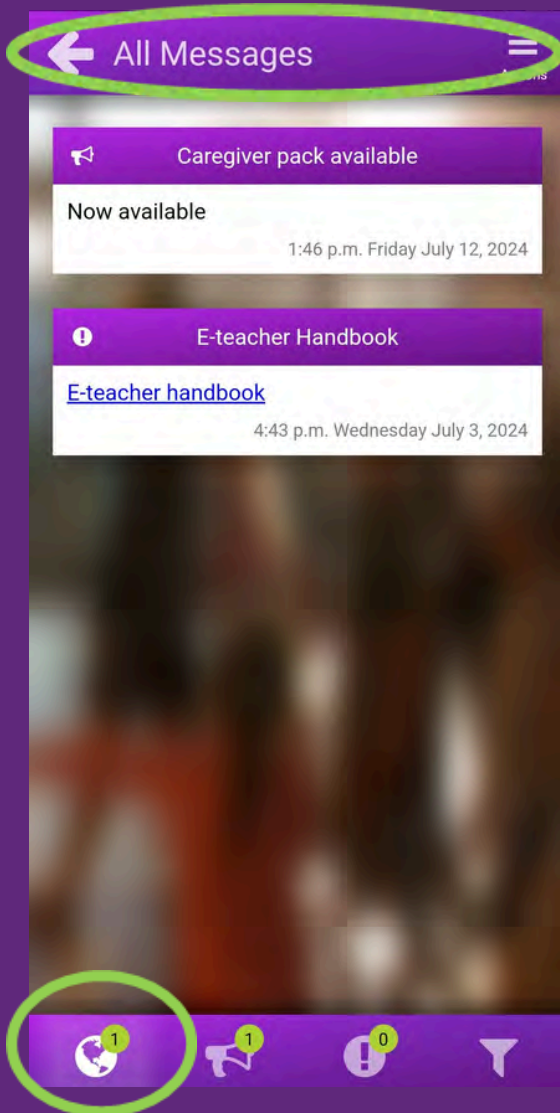 All Messages
Caregiver pack available
Now available
1:46 p.m. Friday July 12, 2024
E-teacher Handbook
E-teacher handbook
4:43 p.m. Wednesday July 3, 2024
1 1 0